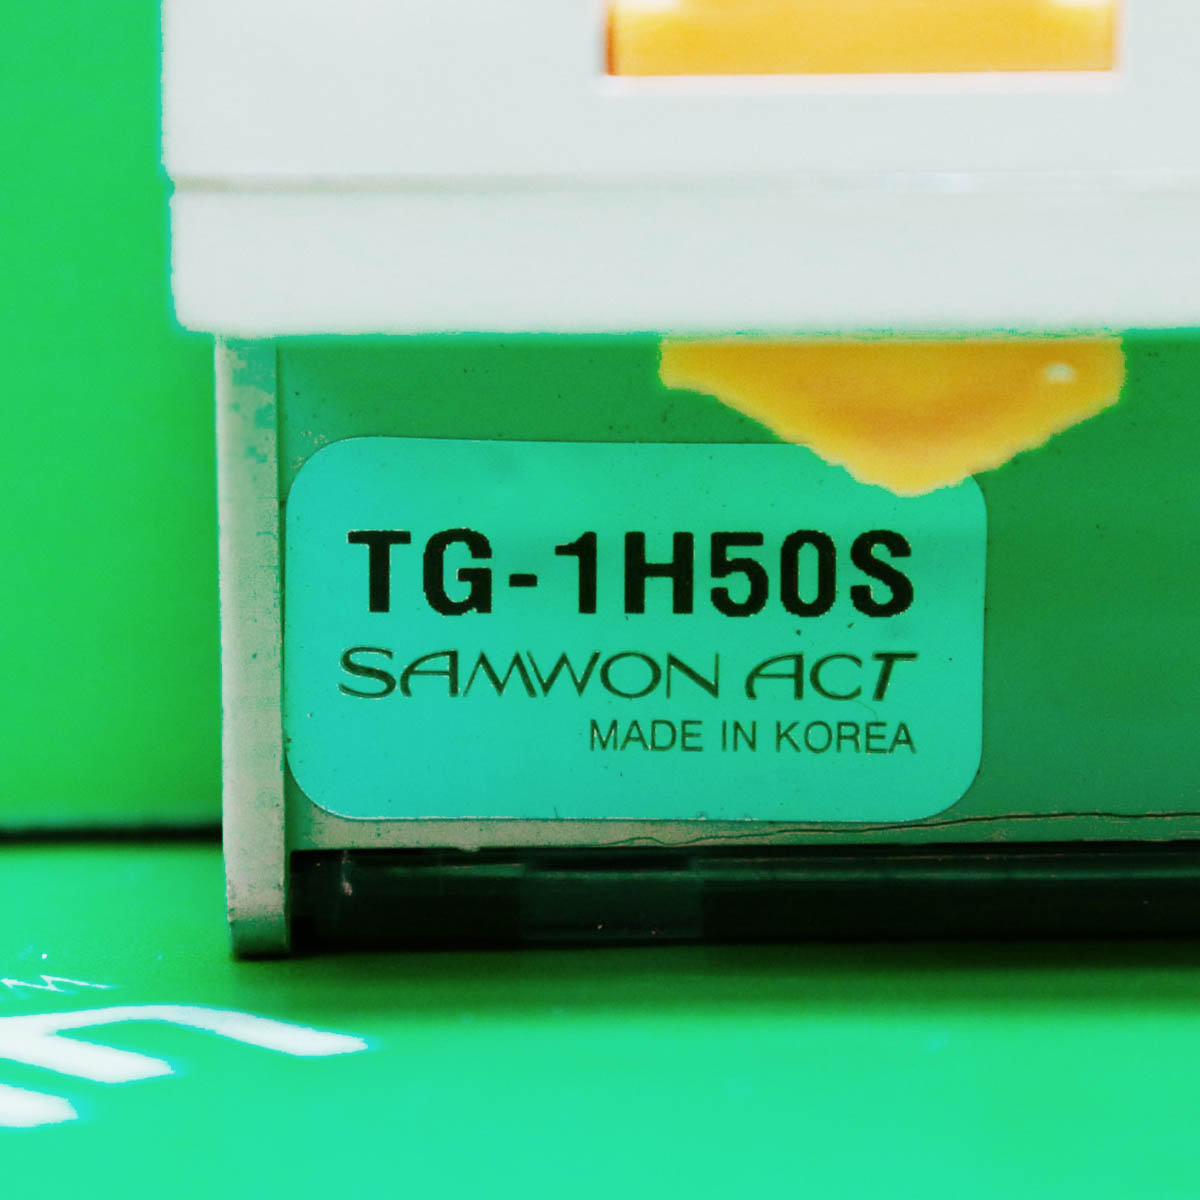 TG-1H50S
SAMWON ACT
MADE IN KOREA